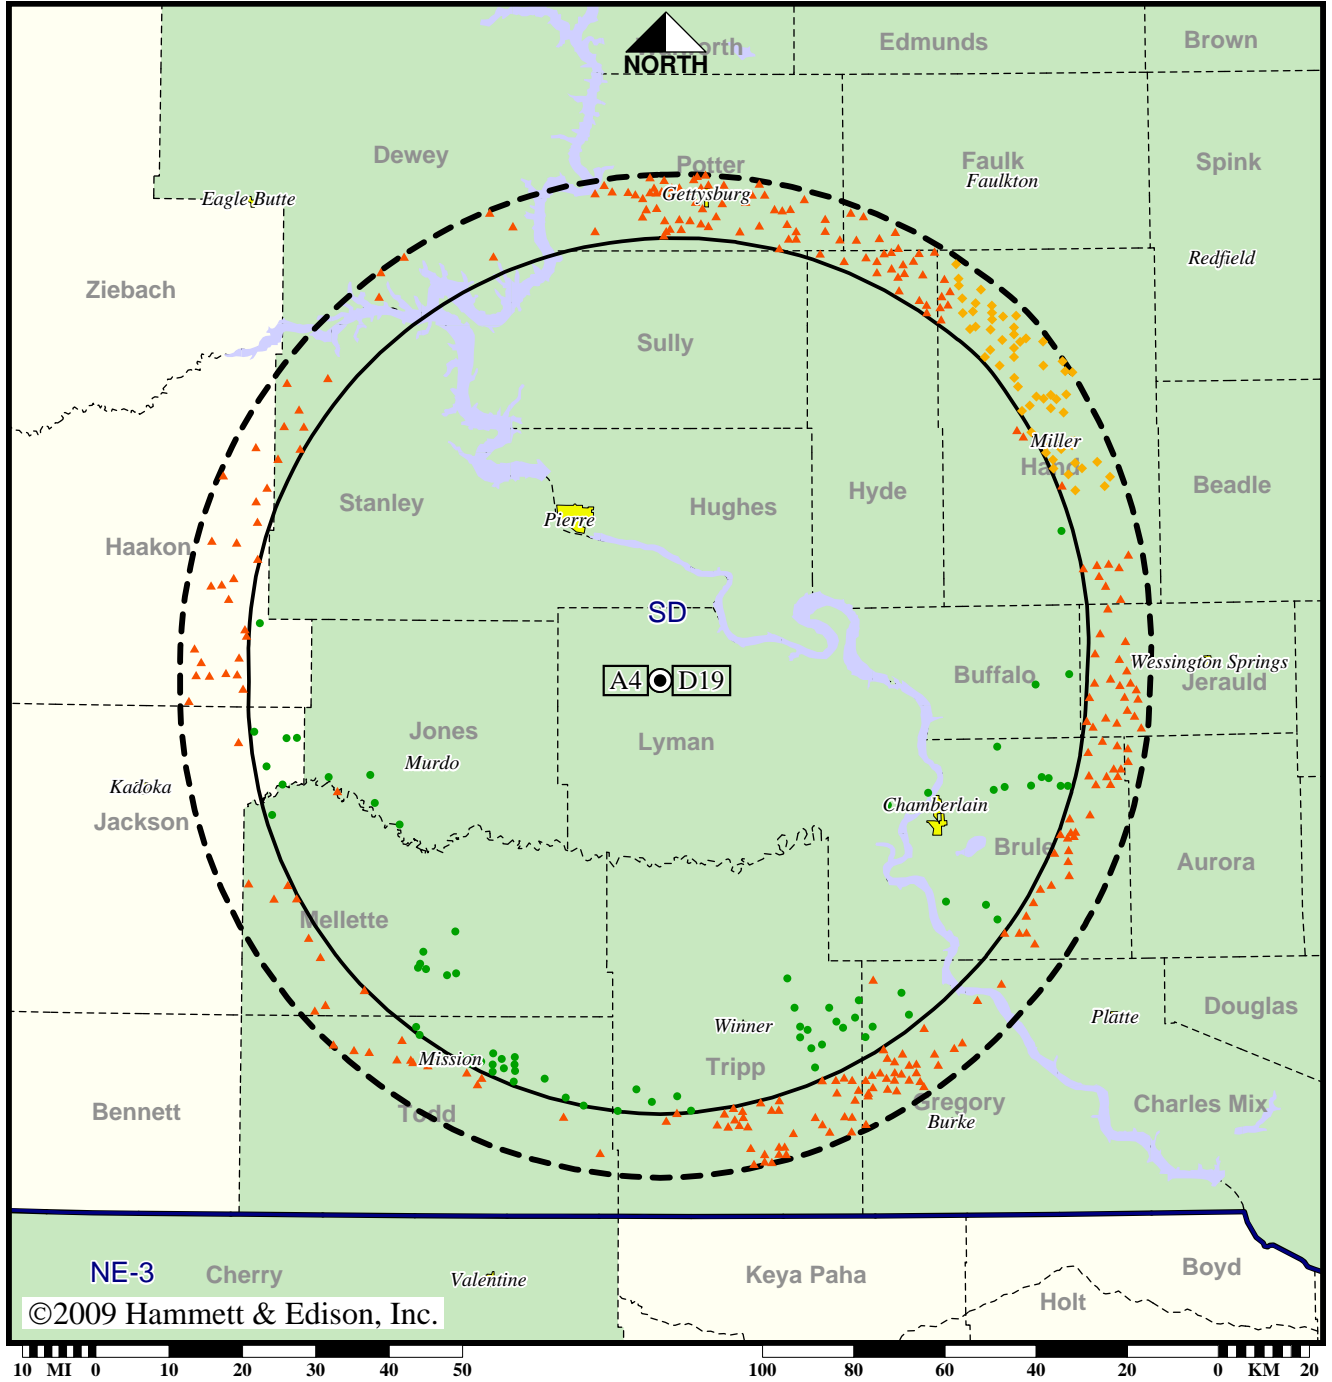 Walworth
NORTH
Edmunds
Brown
Dewey
Potter
Faulk
Faulkton
Spink
Eagle Butte
Gettysburg
Redfield
Ziebach
Sully
Miller
Hand
Stanley
Hughes
Hyde
Beadle
Pierre
Haakon
SD
A4 D19
Buffalo
Wessington Springs
Jerauld
Jones
Lyman
Murdo
Kadoka
Jackson
Chamberlain
Brule
Aurora
Mellette
Winner
Platte
Douglas
Mission
Tripp
Bennett
Todd
Gregory
Burke
Charles Mix
NE-3
Cherry
Valentine
Keya Paha
Boyd
Holt
©2009 Hammett & Edison, Inc.
10 MI 0 10 20 30 40 50 100 80 60 40 20 0 KM 20